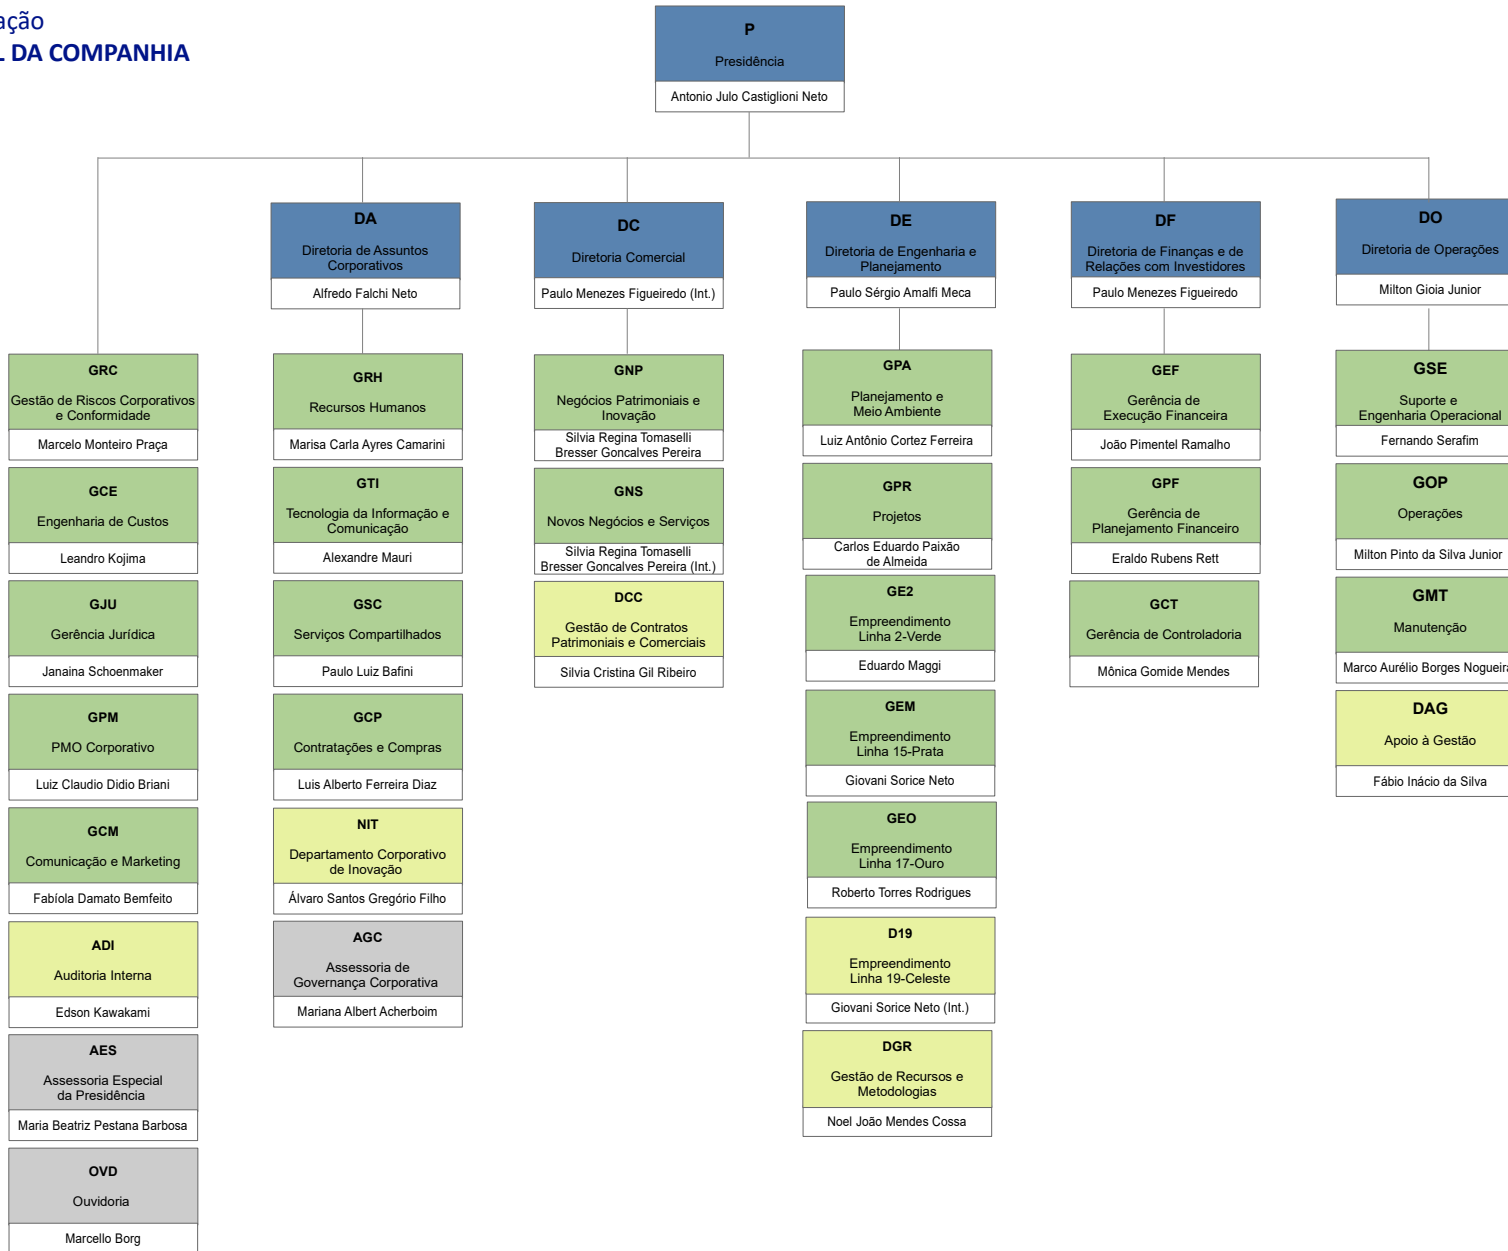 ação
L DA COMPANHIA
P
Presidência
Antonio Julo Castiglioni Neto
DA
Diretoria de Assuntos
Corporativos
Alfredo Falchi Neto
DC
Diretoria Comercial
Paulo Menezes Figueiredo (Int.)
DE
Diretoria de Engenharia e
Planejamento
Paulo Sérgio Amalfi Meca
DF
Diretoria de Finanças e de
Relações com Investidores
Paulo Menezes Figueiredo
DO
Diretoria de Operações
Milton Gioia Junior
GRC
Gestão de Riscos Corporativos
e Conformidade
Marcelo Monteiro Praça
GCE
Engenharia de Custos
Leandro Kojima
GJU
Gerência Jurídica
Janaina Schoenmaker
GPM
PMO Corporativo
Luiz Claudio Didio Briani
GCM
Comunicação e Marketing
Fabíola Damato Bemfeito
ADI
Auditoria Interna
Edson Kawakami
AES
Assessoria Especial
da Presidência
Maria Beatriz Pestana Barbosa
OVD
Ouvidoria
Marcello Borg
GRH
Recursos Humanos
Marisa Carla Ayres Camarini
GTI
Tecnologia da Informação e
Comunicação
Alexandre Mauri
GSC
Serviços Compartilhados
Paulo Luiz Bafini
GCP
Contratações e Compras
Luis Alberto Ferreira Diaz
NIT
Departamento Corporativo
de Inovação
Álvaro Santos Gregório Filho
AGC
Assessoria de
Governança Corporativa
Mariana Albert Acherboim
GNP
Negócios Patrimoniais e
Inovação
Silvia Regina Tomaselli
Bresser Goncalves Pereira
GNS
Novos Negócios e Serviços
Silvia Regina Tomaselli
Bresser Goncalves Pereira (Int.)
DCC
Gestão de Contratos
Patrimoniais e Comerciais
Silvia Cristina Gil Ribeiro
GPA
Planejamento e
Meio Ambiente
Luiz Antônio Cortez Ferreira
GPR
Projetos
Carlos Eduardo Paixão
de Almeida
GE2
Empreendimento
Linha 2-Verde
Eduardo Maggi
GEM
Empreendimento
Linha 15-Prata
Giovani Sorice Neto
GEO
Empreendimento
Linha 17-Ouro
Roberto Torres Rodrigues
D19
Empreendimento
Linha 19-Celeste
Giovani Sorice Neto (Int.)
DGR
Gestão de Recursos e
Metodologias
Noel João Mendes Cossa
GEF
Gerência de
Execução Financeira
João Pimentel Ramalho
GPF
Gerência de
Planejamento Financeiro
Eraldo Rubens Rett
GCT
Gerência de Controladoria
Mônica Gomide Mendes
GSE
Suporte e
Engenharia Operacional
Fernando Serafim
GOP
Operações
Milton Pinto da Silva Junior
GMT
Manutenção
Marco Aurélio Borges Nogueira
DAG
Apoio à Gestão
Fábio Inácio da Silva